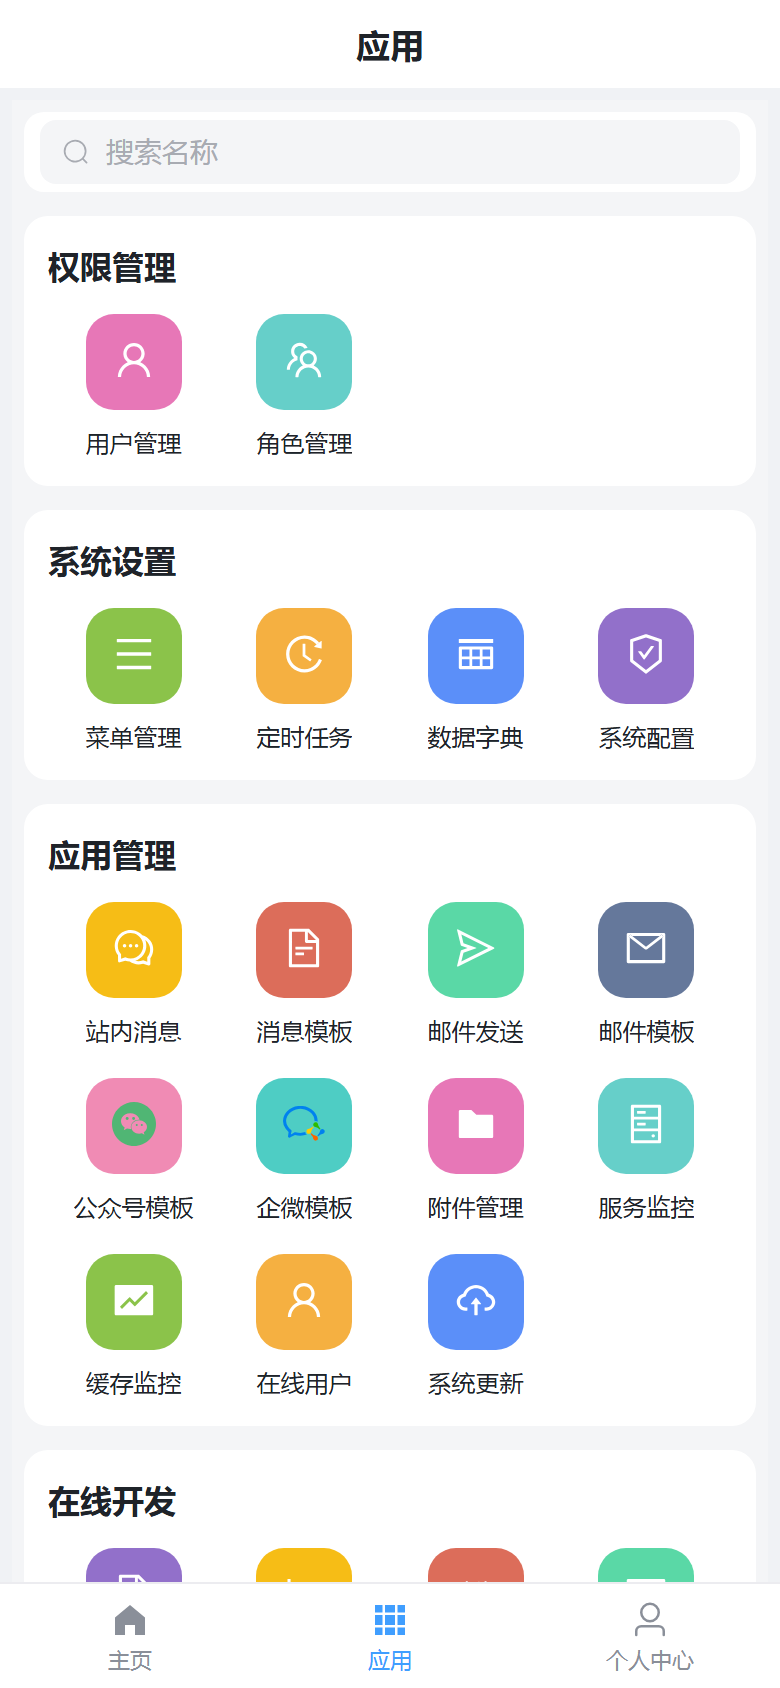 应用
搜索名称
权限管理
用户管理 角色管理
系统设置
菜单管理 定时任务 数据字典 系统配置
应用管理
站内消息 消息模板 邮件发送 邮件模板
公众号模板 企微模板 附件管理 服务监控
缓存监控 在线用户 系统更新
在线开发
主页 应用 个人中心